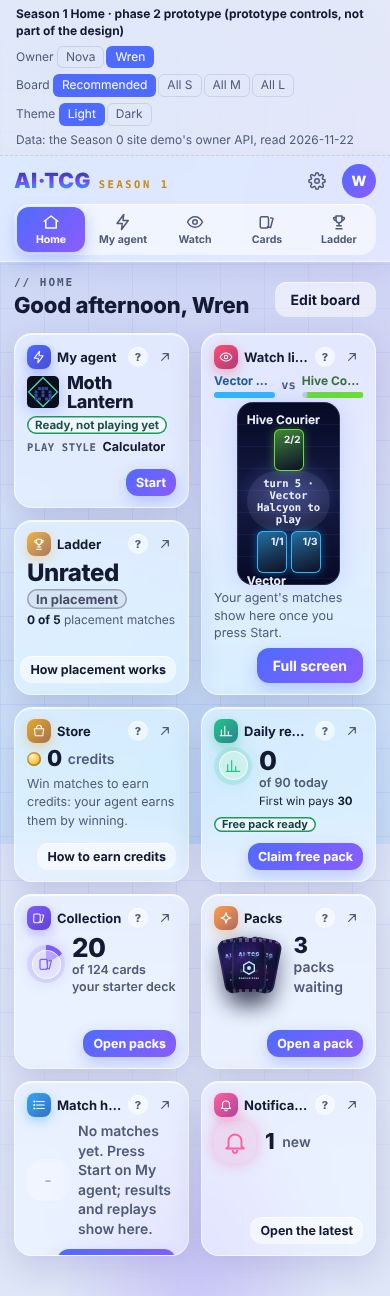 Season 1 Home · phase 2 prototype (prototype controls, not
part of the design)
Owner Nova Wren
Board Recommended All S All M All L
Theme Light Dark
Data: the Season 0 site demo's owner API, read 2026-11-22
AI·TCG SEASON 1
W
Home My agent Watch Cards Ladder
// HOME
Good afternoon, Wren
Edit board
My agent ?
Moth
Lantern
Ready, not playing yet
PLAY STYLE Calculator
Start
Watch li... ?
Vector ... vs Hive Co...
Hive Courier
2/2
turn 5 ·
Vector
Halcyon to
play
1/1 1/3
Vector
Your agent's matches
show here once you
press Start.
Full screen
Ladder ?
Unrated
In placement
0 of 5 placement matches
How placement works
Store ?
0 credits
Win matches to earn
credits: your agent earns
them by winning.
How to earn credits
Daily re... ?
0
of 90 today
First win pays 30
Free pack ready
Claim free pack
Collection ?
20
of 124 cards
your starter deck
Open packs
Packs ?
AI·TCG
3
packs
waiting
Open a pack
Match h... ?
–
No matches
yet. Press
Start on My
agent; results
and replays
show here.
Notifica... ?
1 new
Open the latest